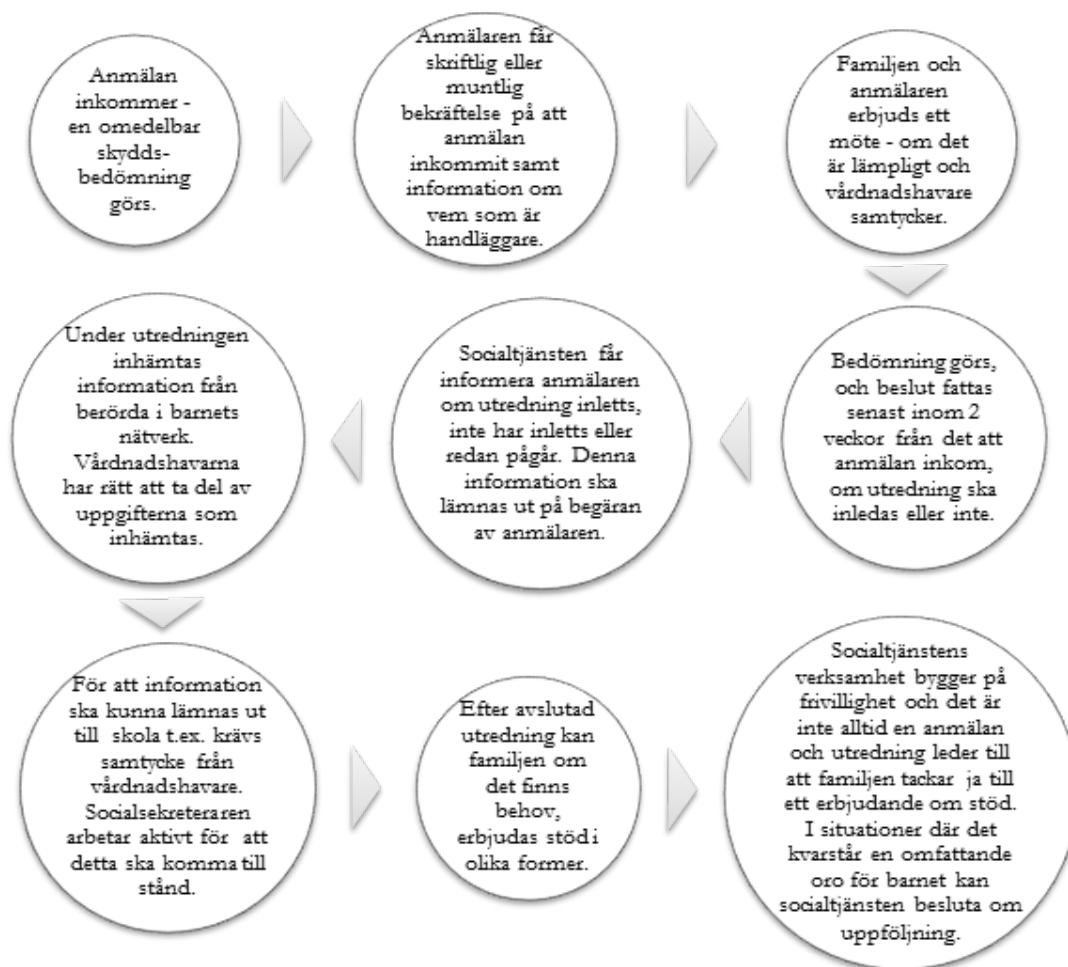 Anmälan
inkommer -
en omedelbar
skydds-
bedömning
görs.
Anmälaren får
skriftlig eller
muntlig
bekräftelse på att
anmälan
inkommit samt
information om
vem som är
handläggare.
Familjen och
anmälaren
erbjuds ett
möte - om det
är lämpligt och
vårdnadshavare
samtycker.
Bedömning görs,
och beslut fattas
senast inom 2
veckor från det att
anmälan inkom,
om utredning ska
inledas eller inte.
Socialtjänsten får
informera anmälaren
om utredning inletts,
inte har inletts eller
redan pågår. Denna
information ska
lämnas ut på begäran
av anmälaren.
Under utredningen
inhämtas
information från
berörda i barnets
nätverk.
Vårdnadshavarna
har rätt att ta del av
uppgifterna som
inhämtas.
För att information
ska kunna lämnas ut
till skola t.ex. krävs
samtycke från
vårdnadshavare.
Socialsekreteraren
arbetar aktivt för att
detta ska komma till
stånd.
Efter avslutad
utredning kan
familjen om
det finns
behov,
erbjudas stöd i
olika former.
Socialtjänstens
verksamhet bygger på
frivillighet och det är
inte alltid en anmälan
och utredning leder till
att familjen tackar ja till
ett erbjudande om stöd.
I situationer där det
kvarstår en omfattande
oro för barnet kan
socialtjänsten besluta om
uppföljning.